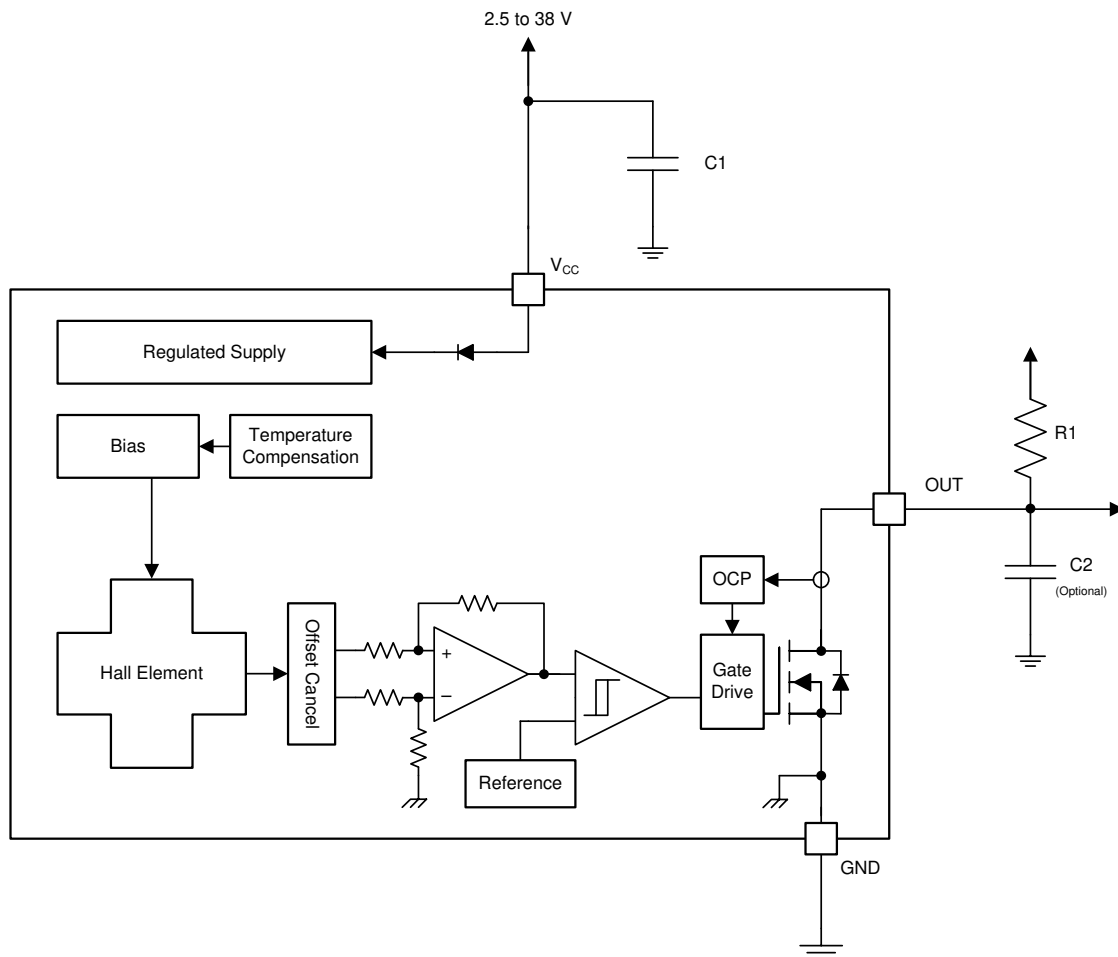 2.5 to 38 V
C1
VCC
Regulated Supply
Bias
Temperature
Compensation
R1
OUT
C2
(Optional)
OCP
Hall Element
Offset Cancel
+
–
Gate
Drive
Reference
GND